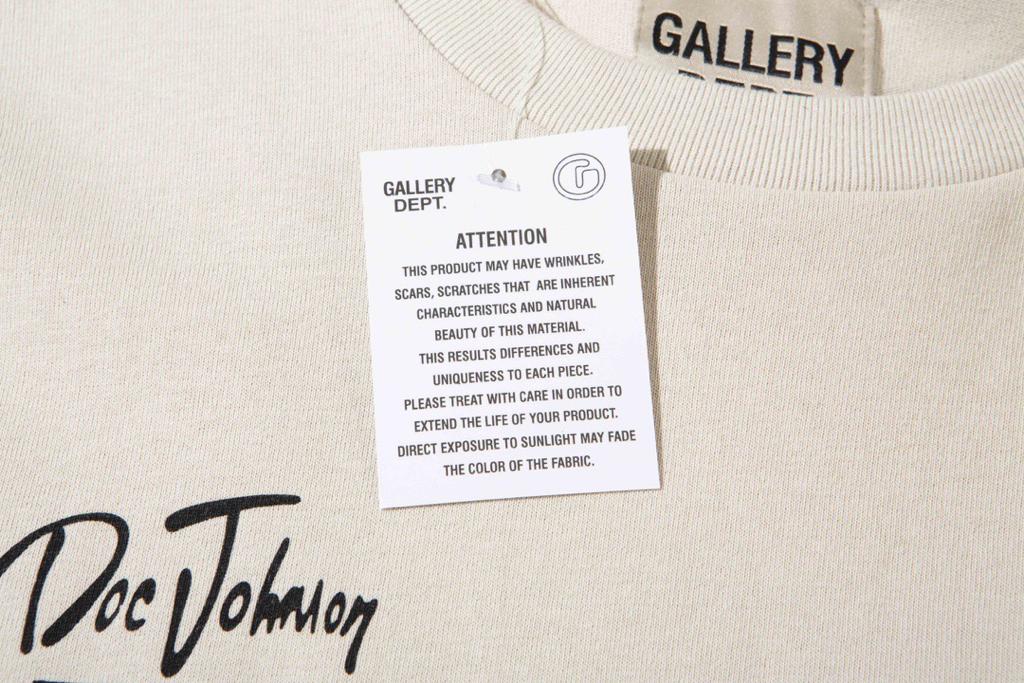 GALLERY
GALLERY
DEPT.
ATTENTION
THIS PRODUCT MAY HAVE WRINKLES,
SCARS, SCRATCHES THAT ARE INHERENT
CHARACTERISTICS AND NATURAL
BEAUTY OF THIS MATERIAL.
THIS RESULTS DIFFERENCES AND
UNIQUENESS TO EACH PIECE.
PLEASE TREAT WITH CARE IN ORDER TO
EXTEND THE LIFE OF YOUR PRODUCT.
DIRECT EXPOSURE TO SUNLIGHT MAY FADE
THE COLOR OF THE FABRIC.
Doc Johnson